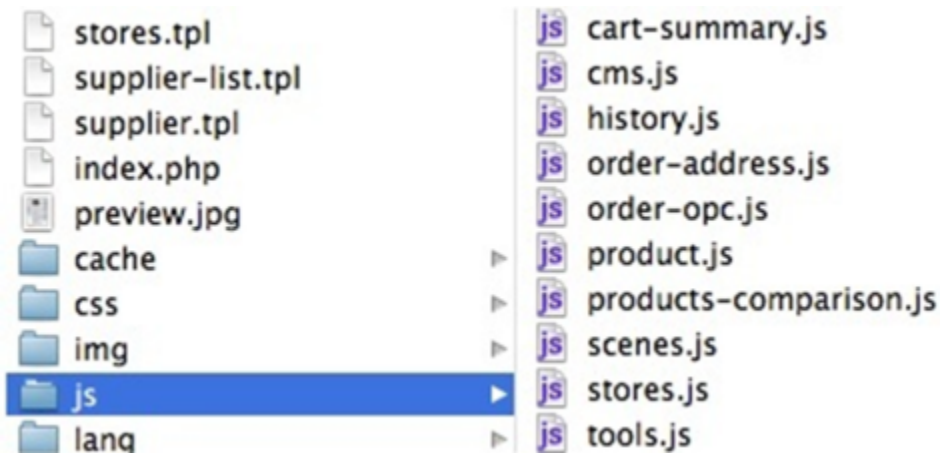 stores.tpl
supplier-list.tpl
supplier.tpl
index.php
preview.jpg
cache
css
img
js
lang
js cart-summary.js
js cms.js
js history.js
js order-address.js
js order-opc.js
js product.js
js products-comparison.js
js scenes.js
js stores.js
js tools.js